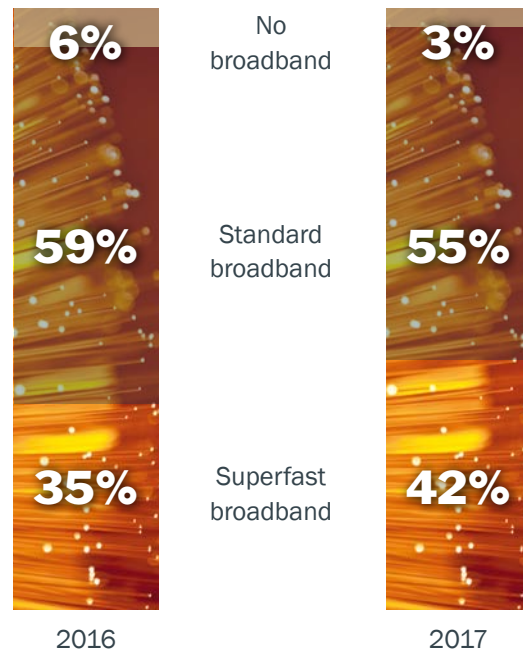 6%
No
broadband
3%
59%
Standard
broadband
55%
35%
Superfast
broadband
42%
2016
2017